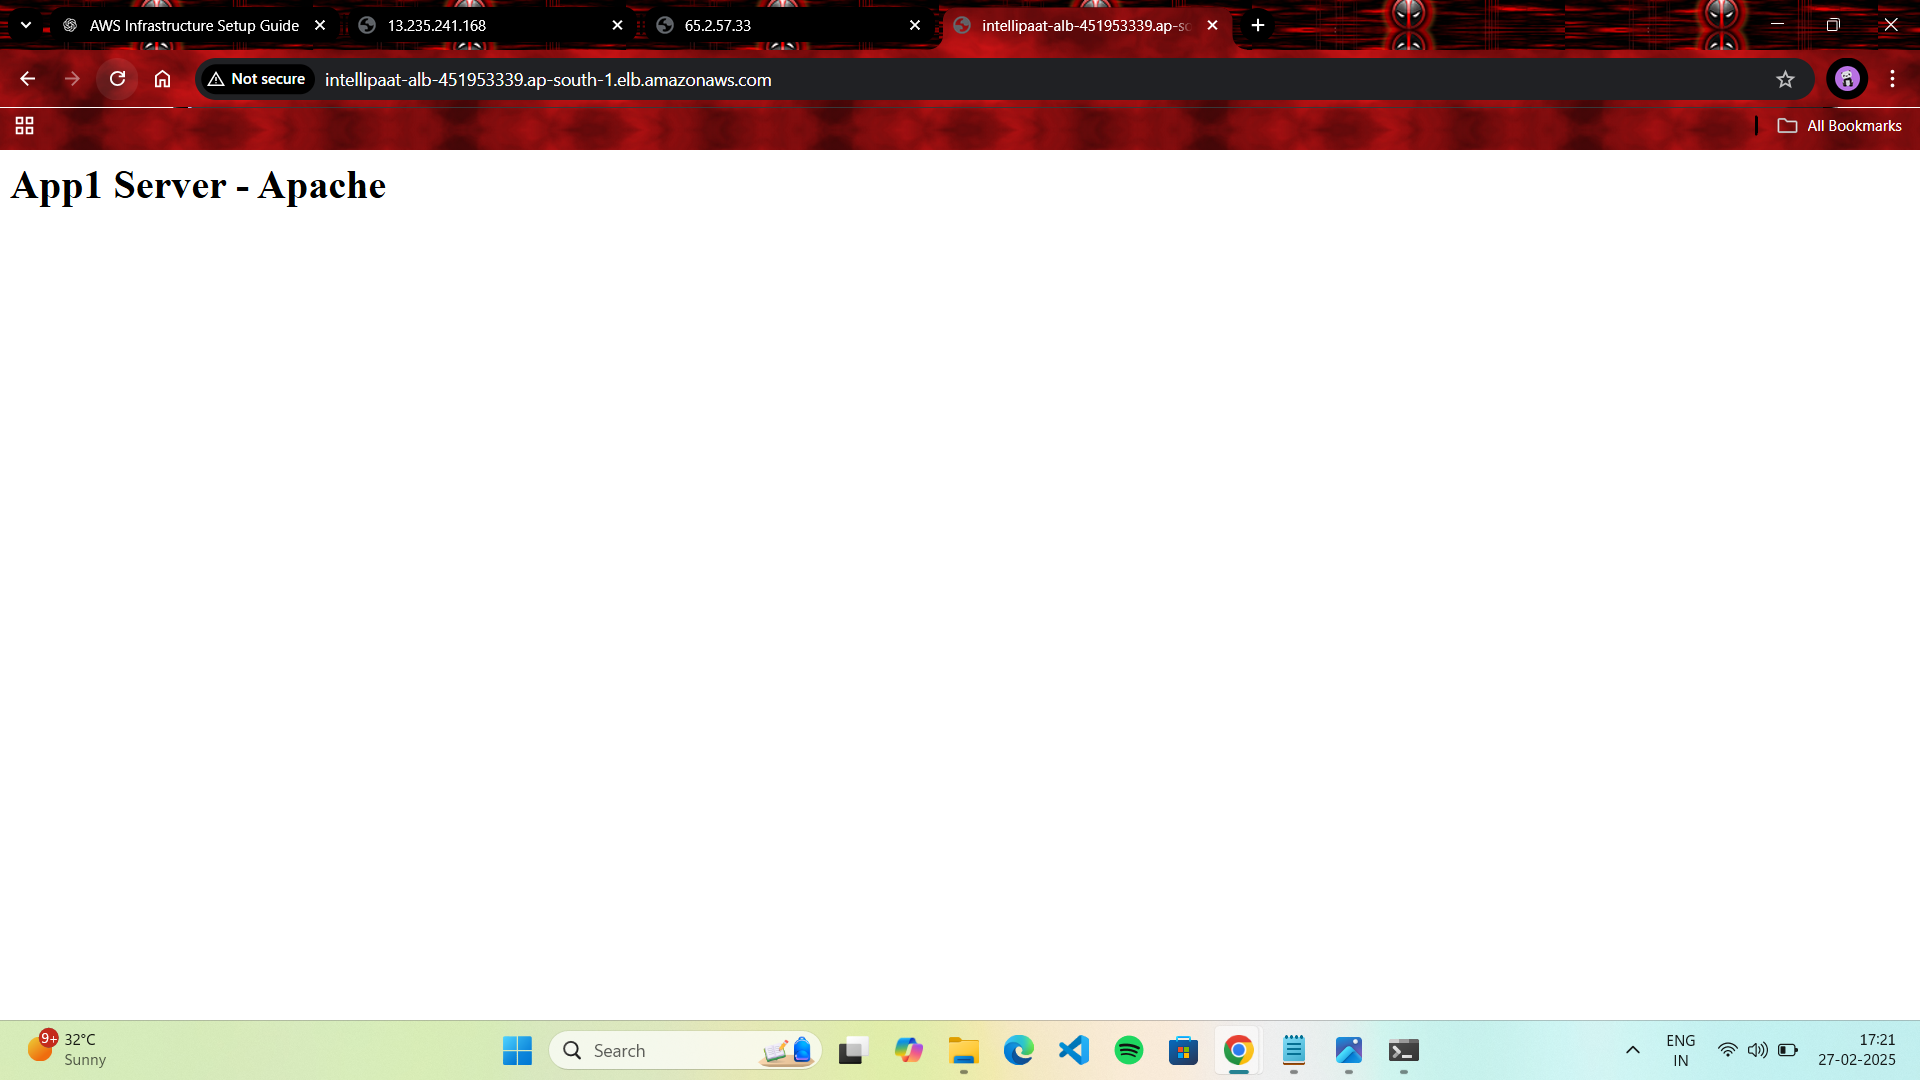 AWS Infrastructure Setup Guide
13.235.241.168
65.2.57.33
intellipaat-alb-451953339.ap-so
Not secure
intellipaat-alb-451953339.ap-south-1.elb.amazonaws.com
All Bookmarks
App1 Server - Apache
9+
32°C
Sunny
Search
ENG
IN
17:21
27-02-2025